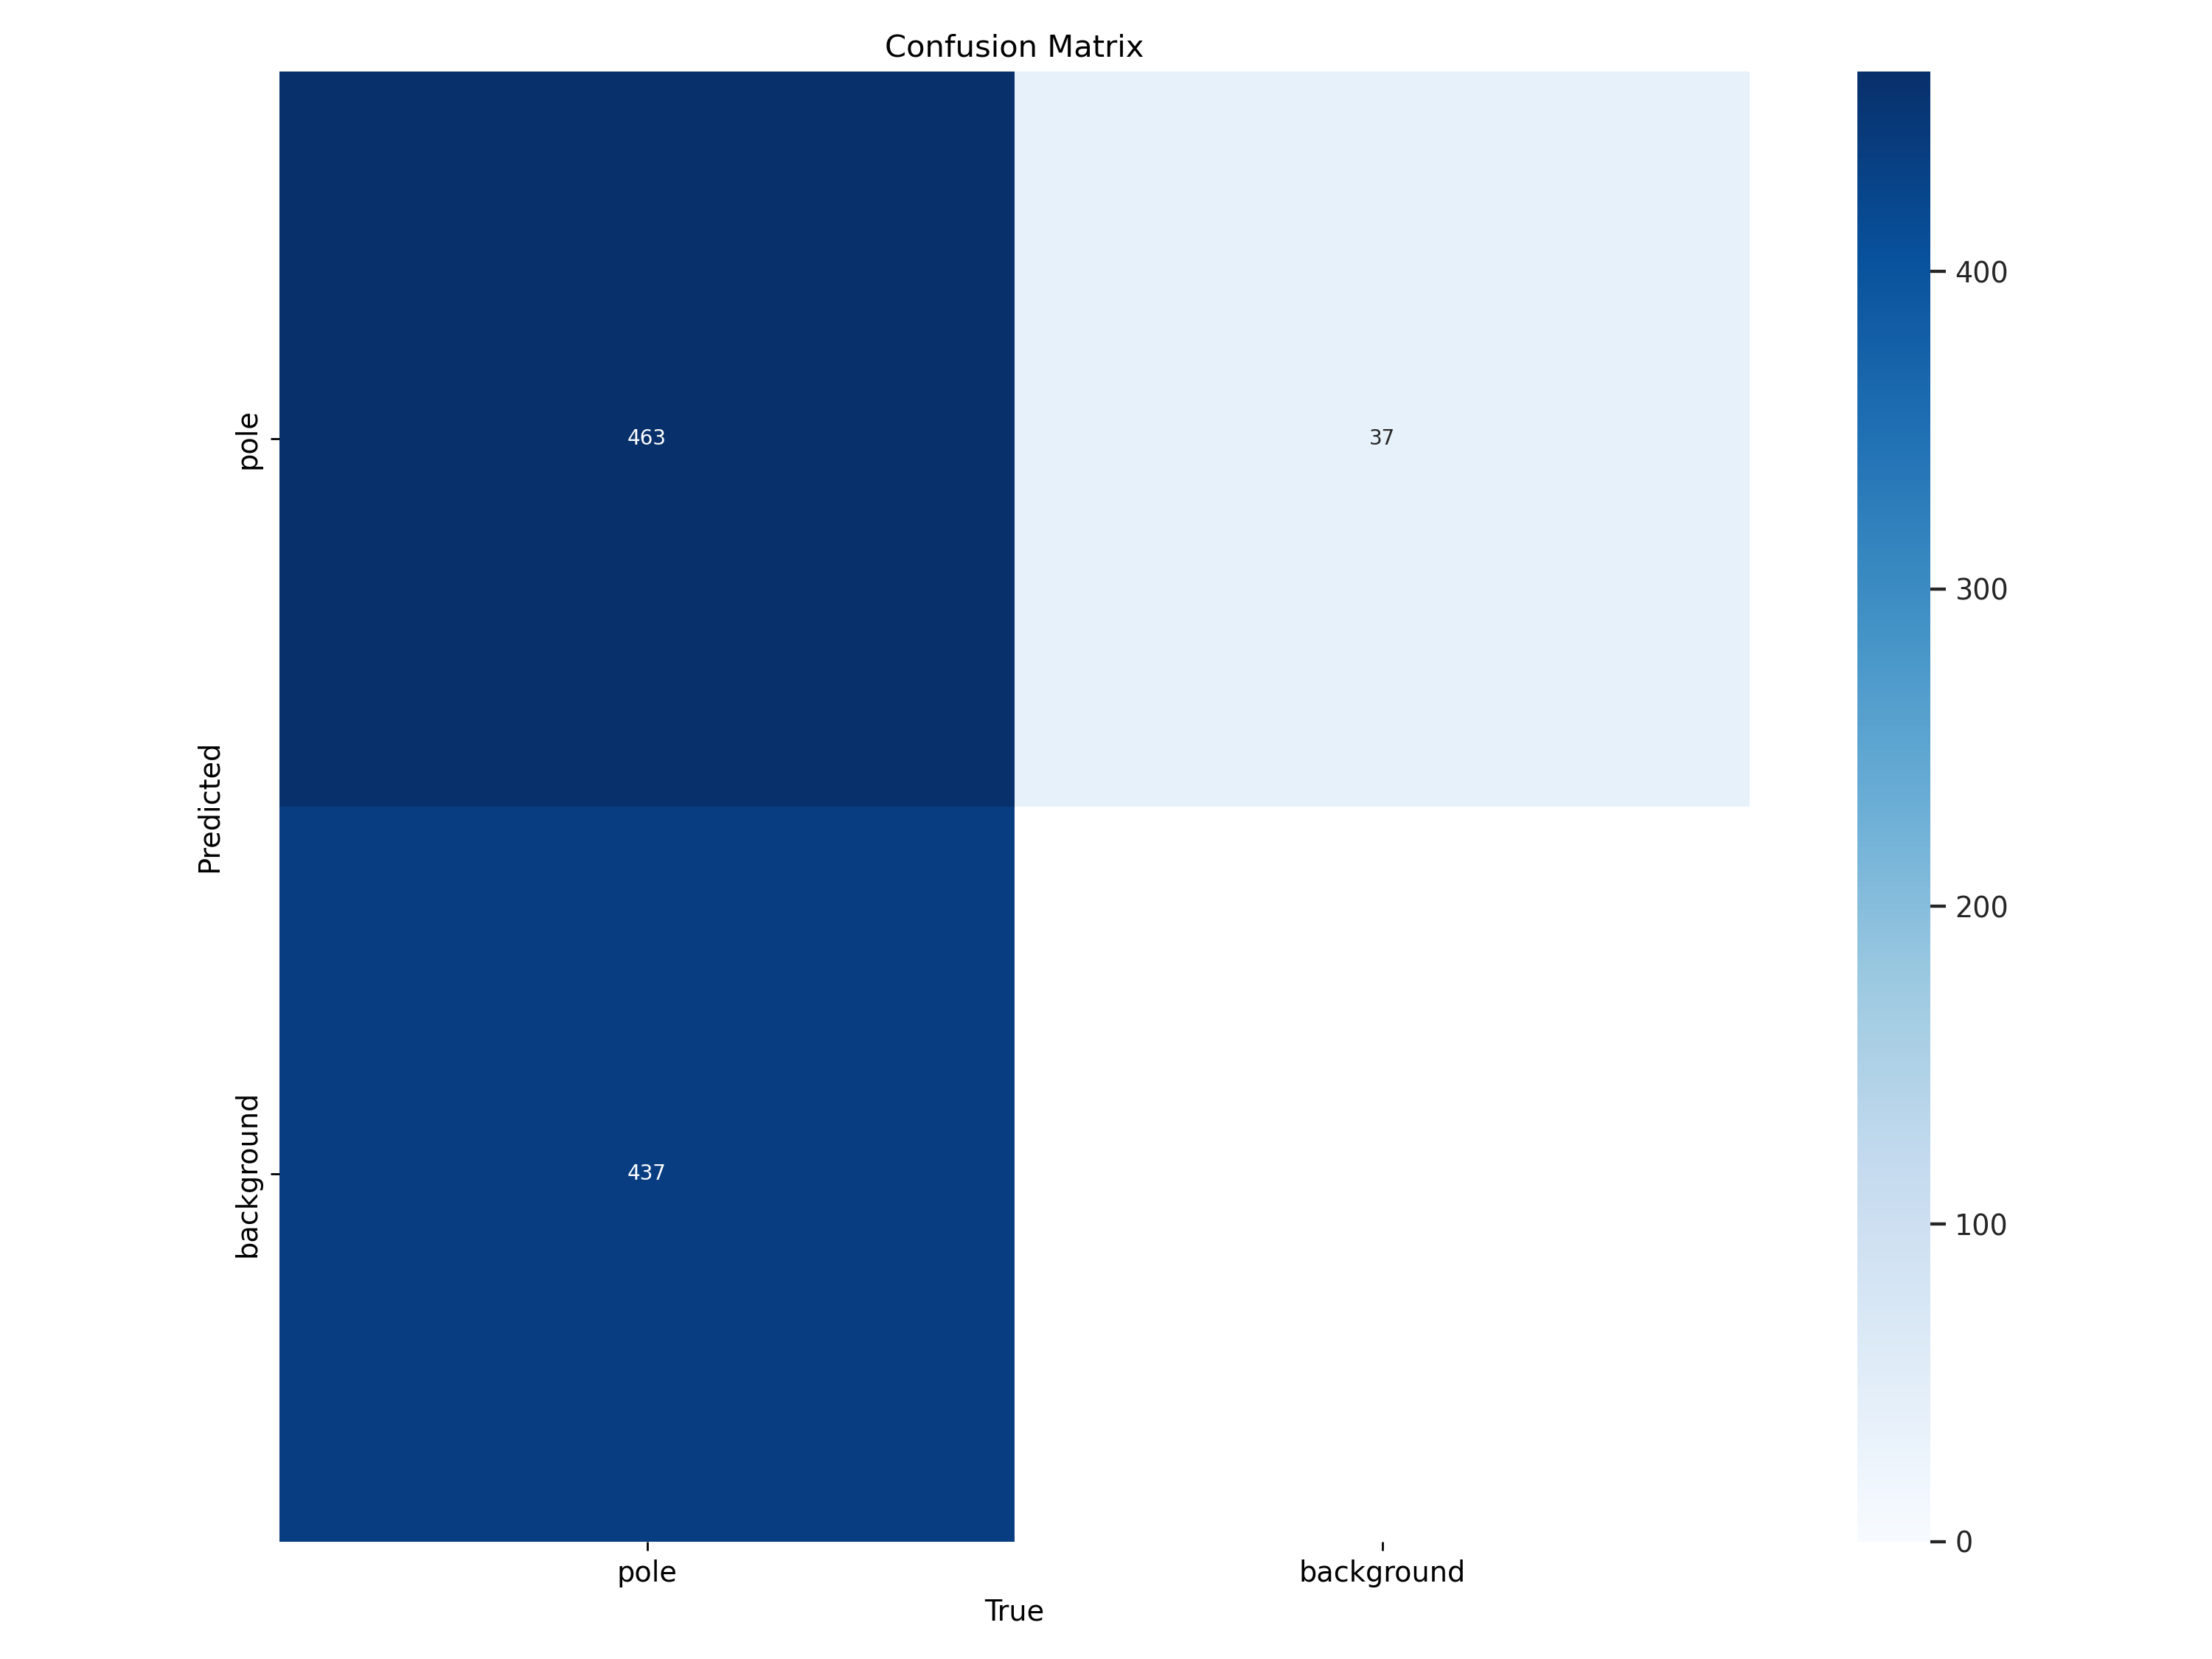 Confusion Matrix
400
463
37
pole
300
Predicted
200
437
background
100
0
pole
background
True